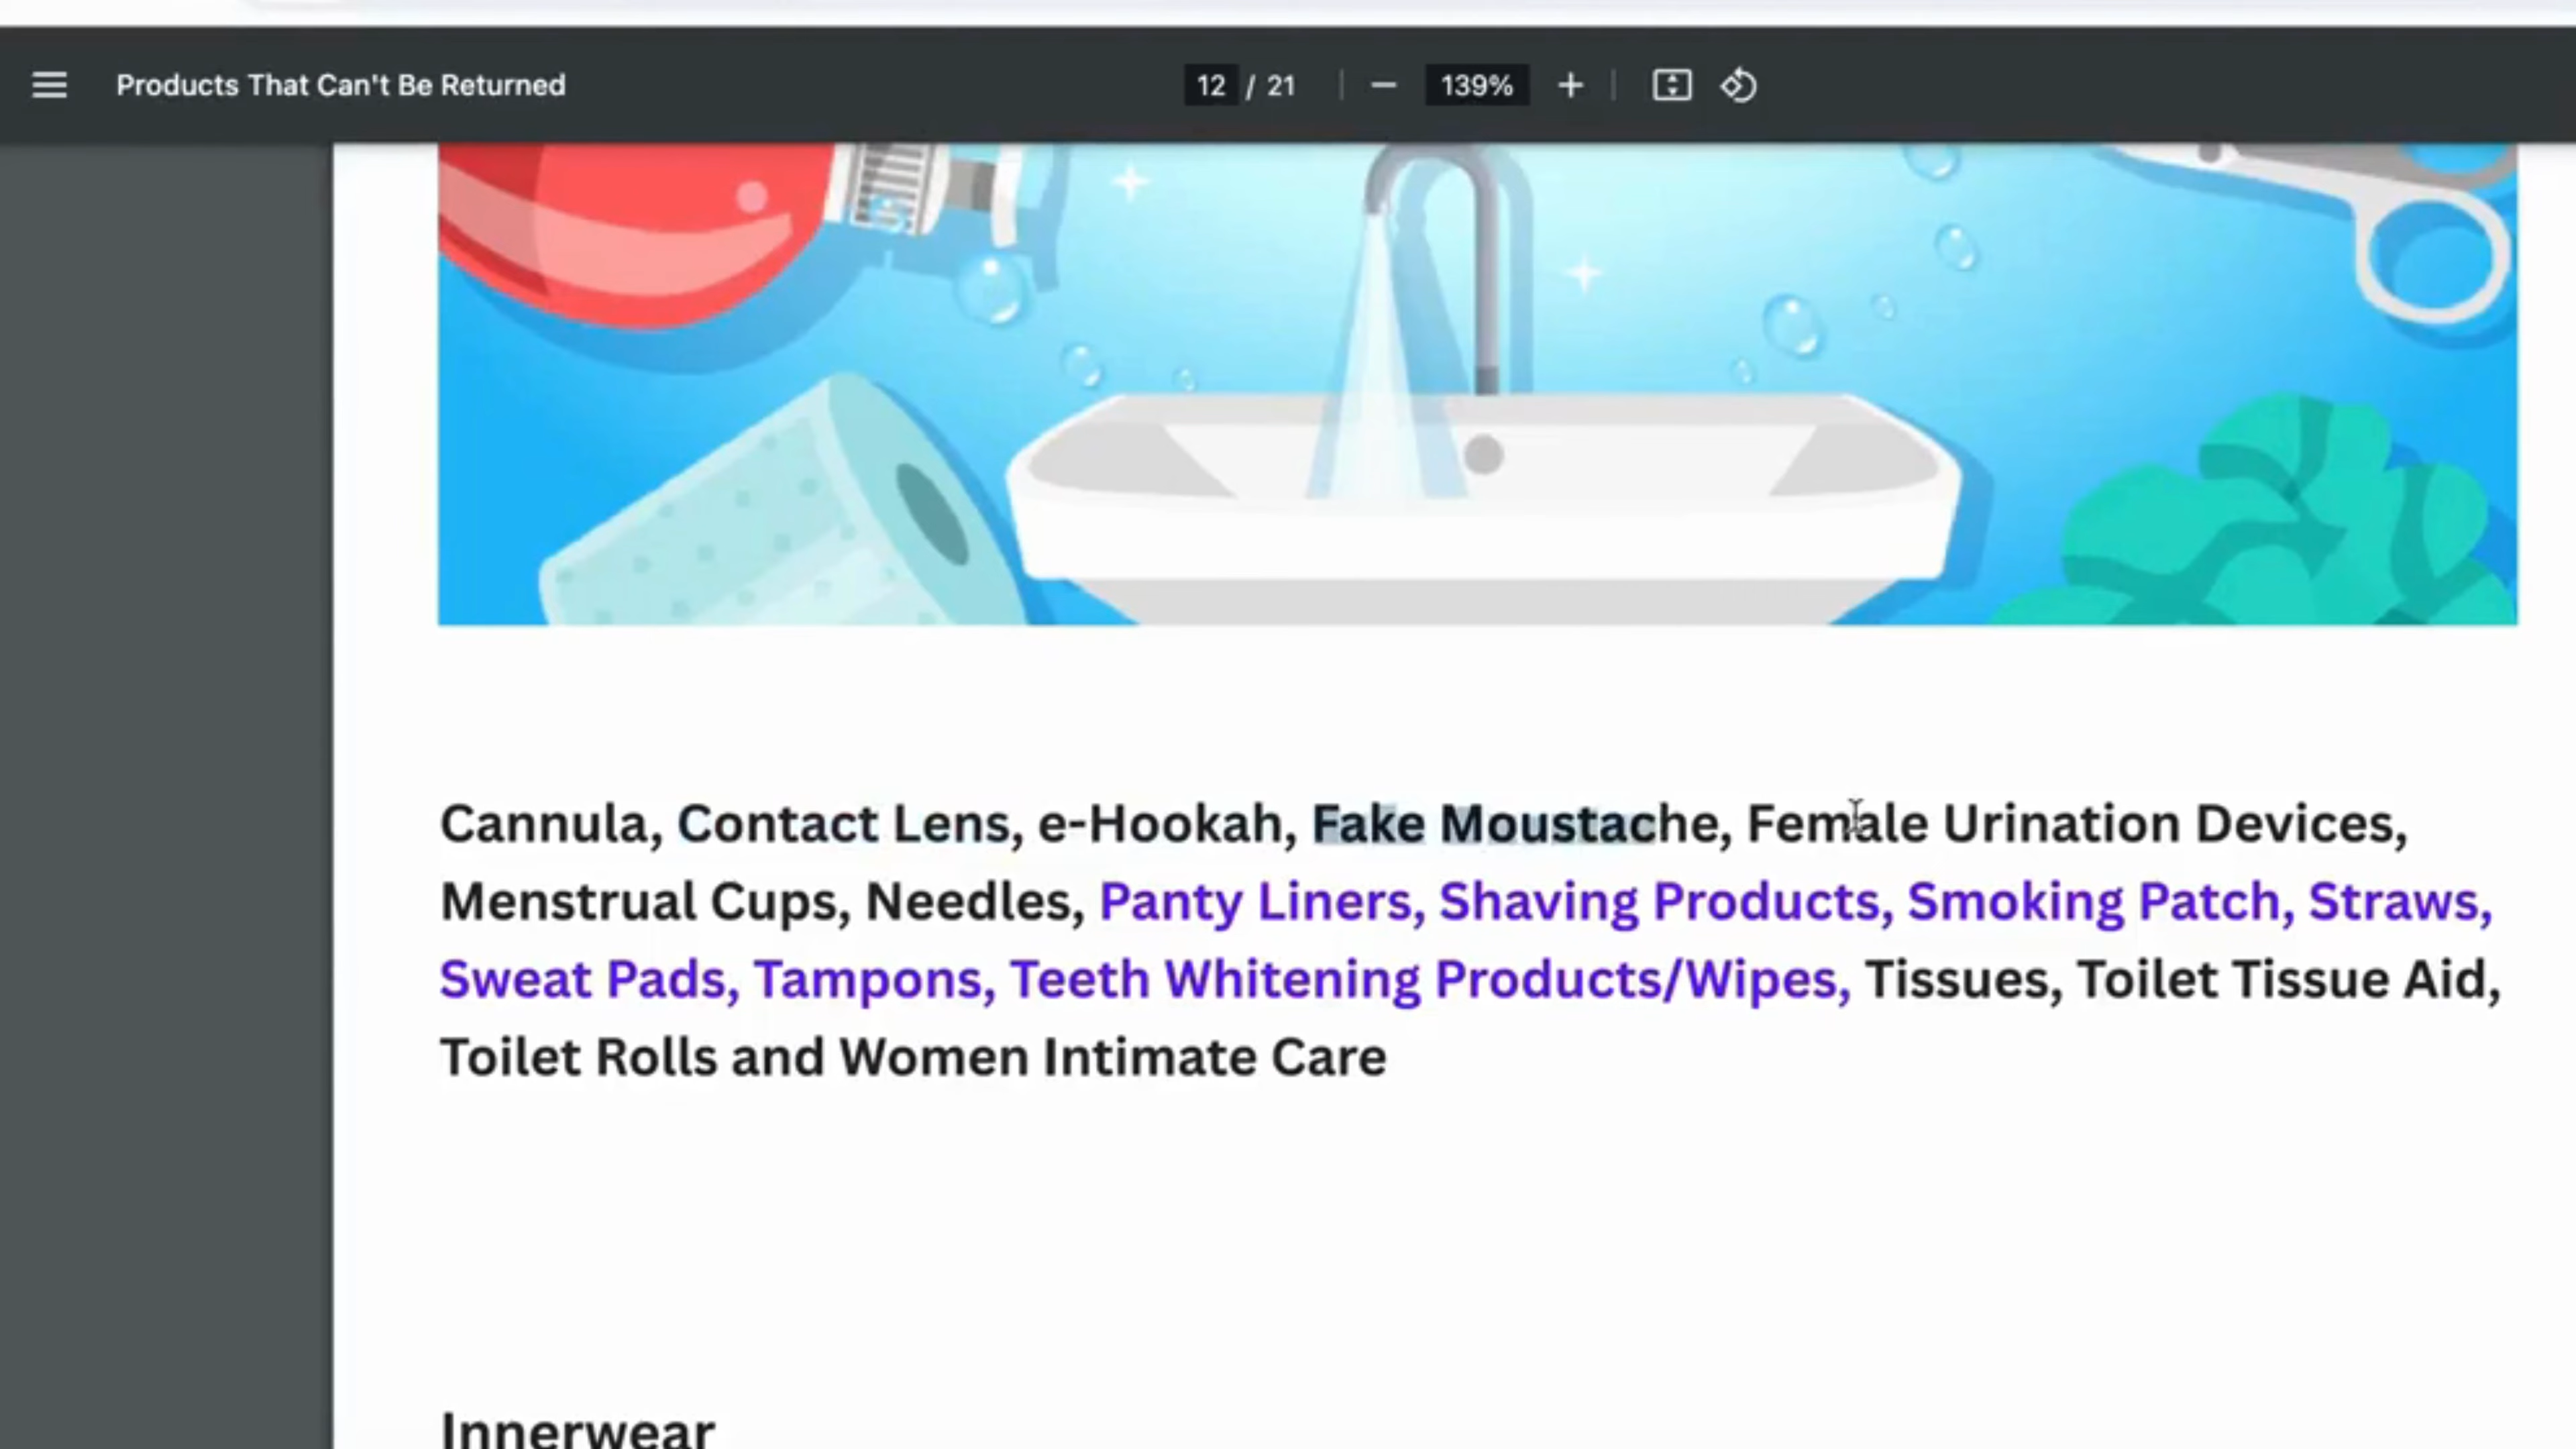 Products That Can't Be Returned
12 / 21
139%
Cannula, Contact Lens, e-Hookah, Fake Moustache, Female Urination Devices,
Menstrual Cups, Needles, Panty Liners, Shaving Products, Smoking Patch, Straws,
Sweat Pads, Tampons, Teeth Whitening Products/Wipes, Tissues, Toilet Tissue Aid,
Toilet Rolls and Women Intimate Care
Innerwear